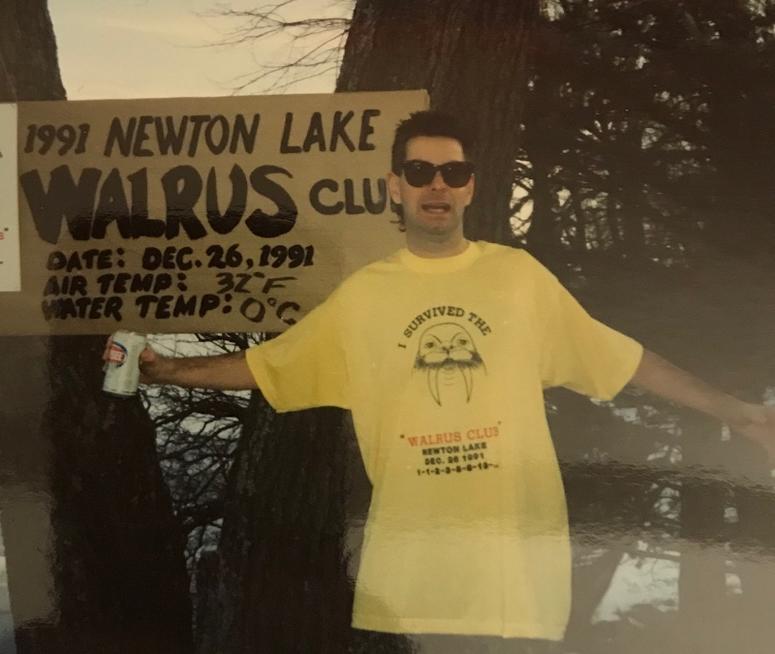 1991 NEWTON LAKE
WALRUS CLU
DATE: DEC. 26, 1991
AIR TEMP: 32°F
WATER TEMP: 0°C
I SURVIVED THE
"WALRUS CLUB"
NEWTON LAKE
DEC. 26 1991